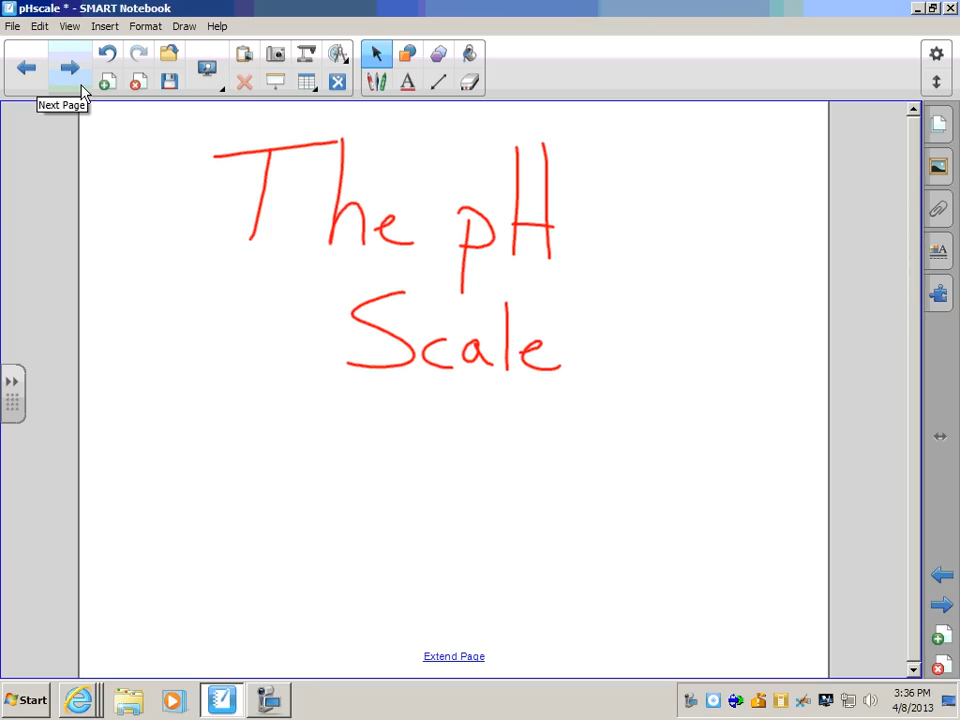 pHscale * - SMART Notebook
File Edit View Insert Format Draw Help
Next Page
The pH
Scale
Extend Page
Start
3:36 PM
4/8/2013